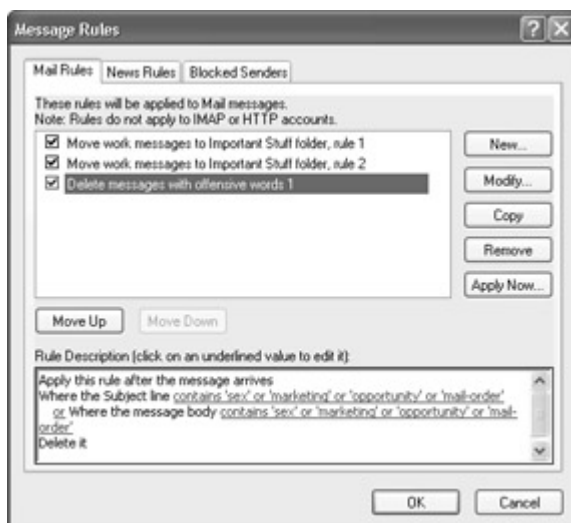 Message Rules
Mail Rules News Rules Blocked Senders
These rules will be applied to Mail messages.
Note: Rules do not apply to IMAP or HTTP accounts.
Move work messages to Important Stuff folder, rule 1
Move work messages to Important Stuff folder, rule 2
Delete messages with offensive words 1
New...
Modify...
Copy
Remove
Apply Now...
Move Up Move Down
Rule Description (click on an underlined value to edit it):
Apply this rule after the message arrives
Where the Subject line contains 'sex' or 'marketing' or 'opportunity' or 'mail-order'
or Where the message body contains 'sex' or 'marketing' or 'opportunity' or 'mail-
order'
Delete it
OK Cancel